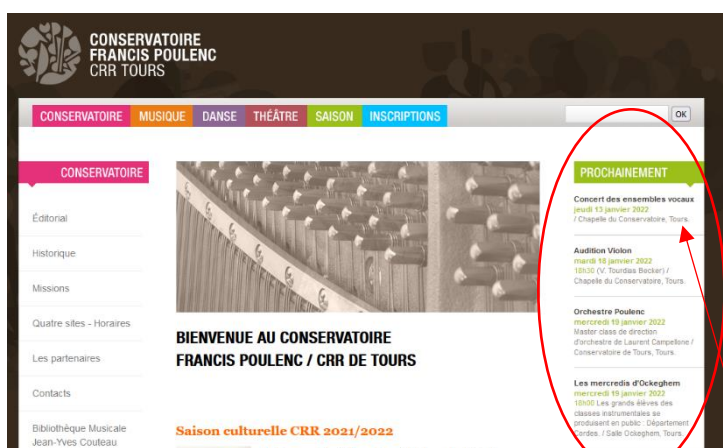 CONSERVATOIRE
FRANCIS POULENC
CRR TOURS
CONSERVATOIRE MUSIQUE DANSE THÉÂTRE SAISON INSCRIPTIONS
OK
CONSERVATOIRE
Éditorial
Historique
Missions
Quatre sites - Horaires
Les partenaires
Contacts
Bibliothèque Musicale
Jean-Yves Couteau
BIENVENUE AU CONSERVATOIRE
FRANCIS POULENC / CRR DE TOURS
Saison culturelle CRR 2021/2022
PROCHAINEMENT
Concert des ensembles vocaux
jeudi 13 janvier 2022
/ Chapelle du Conservatoire, Tours.
Audition Violon
mardi 18 janvier 2022
18h30 (V. Tourdias Becker) /
Chapelle du Conservatoire, Tours.
Orchestre Poulenc
mercredi 19 janvier 2022
Master class de direction
d'orchestre de Laurent Campellone /
Conservatoire de Tours, Tours.
Les mercredis d'Ockeghem
mercredi 19 janvier 2022
18h00 Les grands élèves des
classes instrumentales se
produisent en public : Département
Cordes. / Salle Ockeghem, Tours.